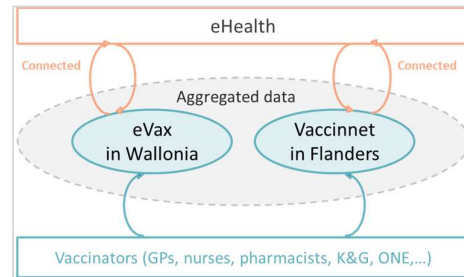 eHealth
Connected
Connected
Aggregated data
eVax
in Wallonia
Vaccinnet
in Flanders
Vaccinators (GPs, nurses, pharmacists, K&G, ONE,...)